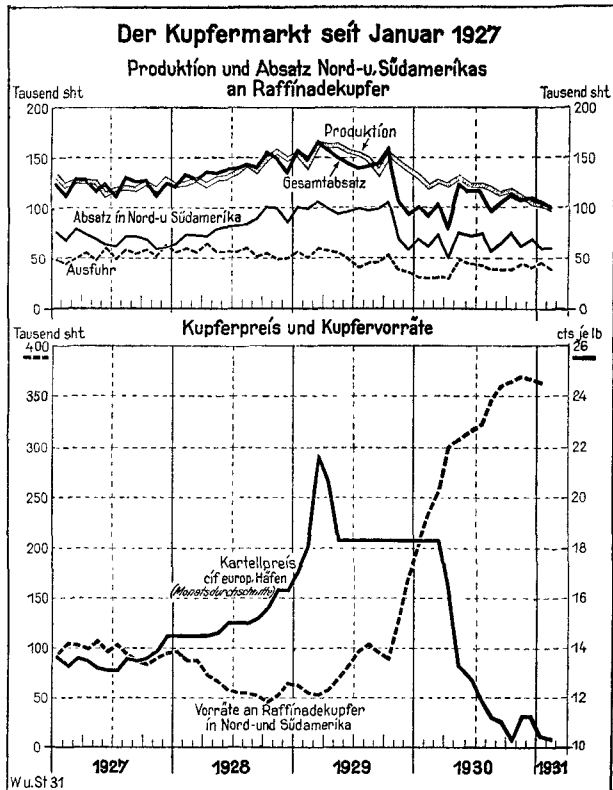 Der Kupfermarkt seit Januar 1927
Produktion und Absatz Nord-u. Südamerikas
an Raffinadekupfer
Tausend sht
Tausend sht
200
200
Produktion
150
150
Gesamtabsatz
100
100
Absatz in Nord-u Südamerika
50
50
Ausfuhr
0
0
Kupferpreis und Kupfervorräte
Tausend sht
cts je lb
400
26
350
24
300
22
250
20
200
18
Kartellpreis
cif europ. Häfen
(Monatsdurchschnitt)
150
16
100
14
50
12
Vorräte an Raffinadekupfer
in Nord-und Südamerika
0
10
1927
1928
1929
1930
1931
W u. St 31